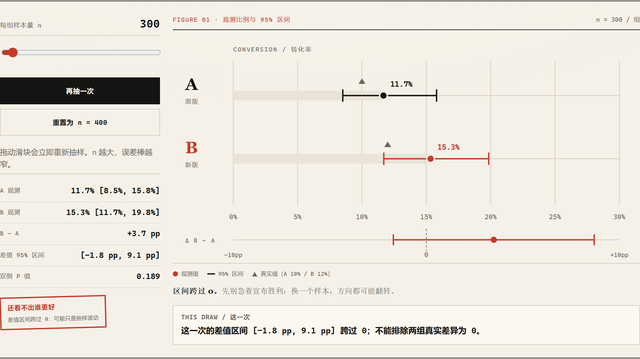 每组样本量 n
300
再抽一次
重置为 n = 400
拖动滑块会立即重新抽样。n 越大，误差棒越
窄。
A 观测
11.7% [8.5%, 15.8%]
B 观测
15.3% [11.7%, 19.8%]
B − A
+3.7 pp
差值 95% 区间
[−1.8 pp, 9.1 pp]
双侧 P 值
0.189
还看不出谁更好
差值区间跨过 0；可能只是抽样波动
FIGURE 01 · 观测比例与 95% 区间
n = 300 / 组
CONVERSION / 转化率
A
原版
11.7%
B
新版
15.3%
0%
5%
10%
15%
20%
25%
30%
Δ B − A
−10pp
0
+10pp
观测值
95% 区间
真实值（A 10% / B 12%）
区间跨过 0。先别急着宣布胜利；换一个样本，方向都可能翻转。
THIS DRAW / 这一次
这一次的差值区间 [−1.8 pp, 9.1 pp] 跨过 0；不能排除两组真实差异为 0。